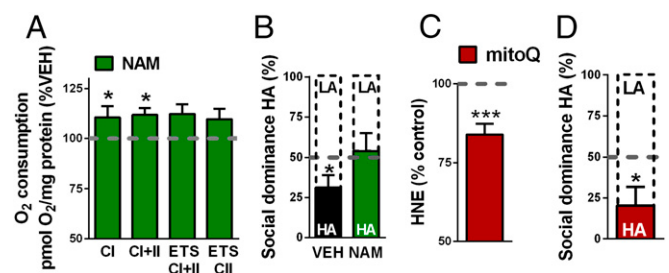 A
NAM
O2 consumption
pmol O2/mg protein (%VEH)
125
100
75
50
* *
CI CI+II ETS CI+II ETS CII
B
Social dominance HA (%)
100
75
50
25
0
LA LA
*
HA HA
VEH NAM
C
mitoQ
HNE (% control)
100
75
50
***
D
Social dominance HA (%)
100
75
50
25
0
LA
*
HA